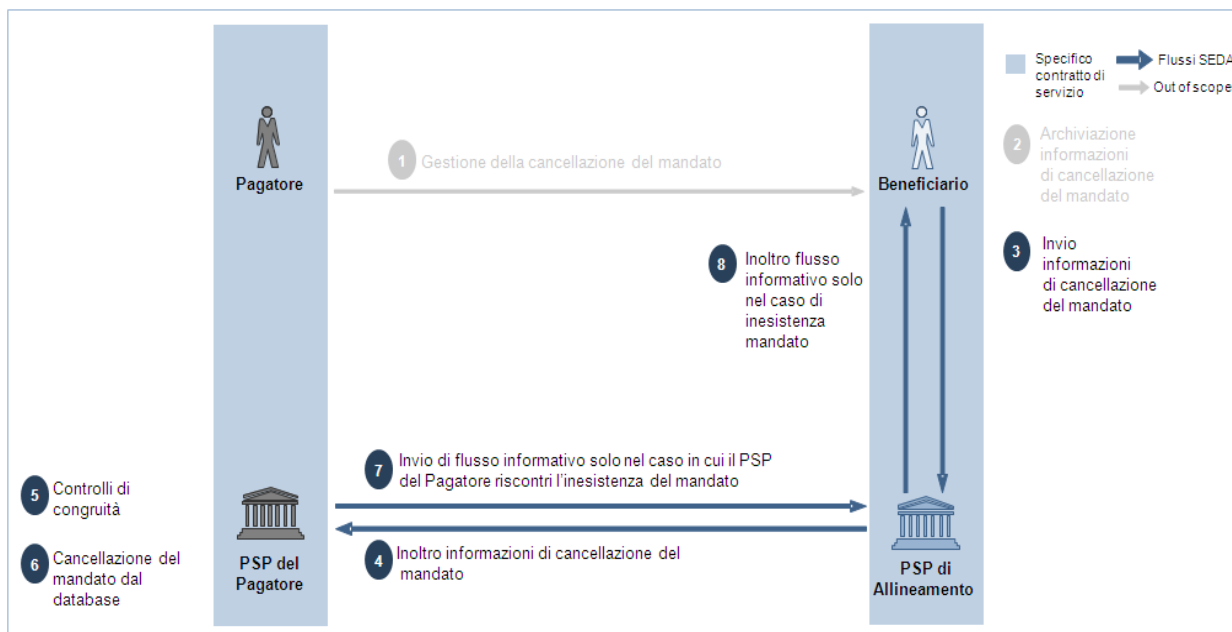 Specifico
contratto di
servizio
Flussi SEDA
Out of scope
Pagatore
1
Gestione della cancellazione del mandato
Beneficiario
2
Archiviazione
informazioni
di cancellazione
del mandato
3
Invio
informazioni
di cancellazione
del mandato
8
Inoltro flusso
informativo solo
nel caso di
inesistenza
mandato
7
Invio di flusso informativo solo nel caso in cui il PSP
del Pagatore riscontri l'inesistenza del mandato
5
Controlli di
congruità
6
Cancellazione del
mandato dal
database
PSP del
Pagatore
4
Inoltro informazioni di cancellazione del
mandato
PSP di
Allineamento